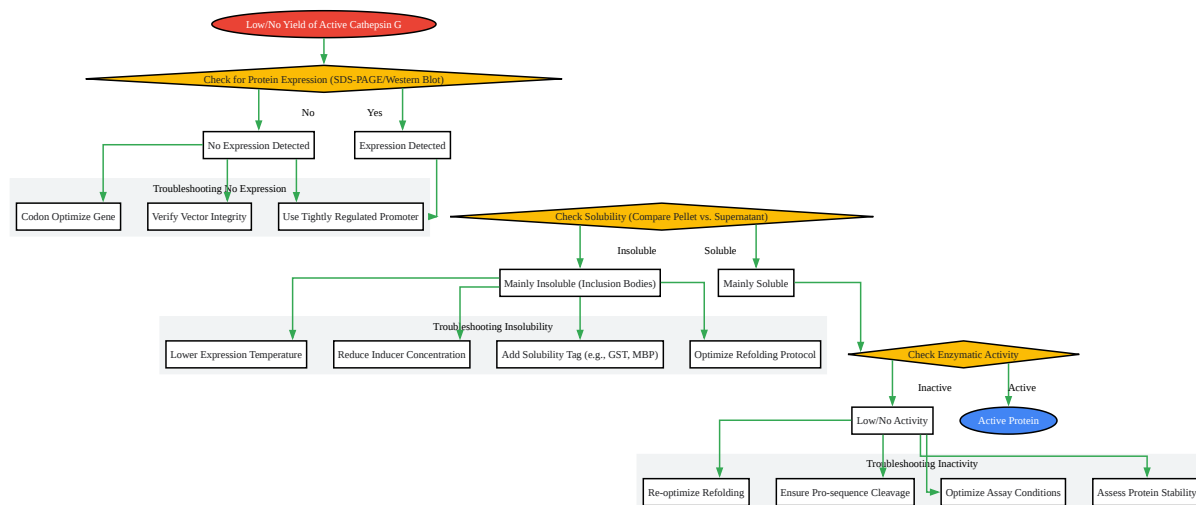 Low/No Yield of Active Cathepsin G
Check for Protein Expression (SDS-PAGE/Western Blot)
No
Yes
No Expression Detected
Expression Detected
Troubleshooting No Expression
Codon Optimize Gene
Verify Vector Integrity
Use Tightly Regulated Promoter
Check Solubility (Compare Pellet vs. Supernatant)
Insoluble
Soluble
Mainly Insoluble (Inclusion Bodies)
Mainly Soluble
Troubleshooting Insolubility
Lower Expression Temperature
Reduce Inducer Concentration
Add Solubility Tag (e.g., GST, MBP)
Optimize Refolding Protocol
Check Enzymatic Activity
Inactive
Active
Low/No Activity
Active Protein
Troubleshooting Inactivity
Re-optimize Refolding
Ensure Pro-sequence Cleavage
Optimize Assay Conditions
Assess Protein Stability